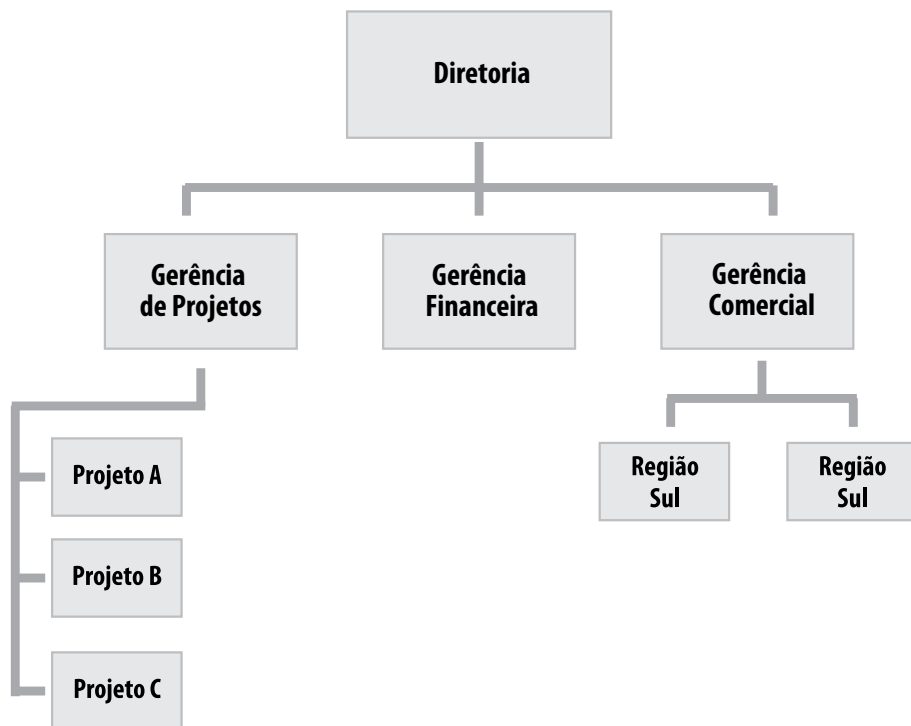 Diretoria
Gerência
de Projetos
Gerência
Financeira
Gerência
Comercial
Projeto A
Projeto B
Projeto C
Região
Sul
Região
Sul